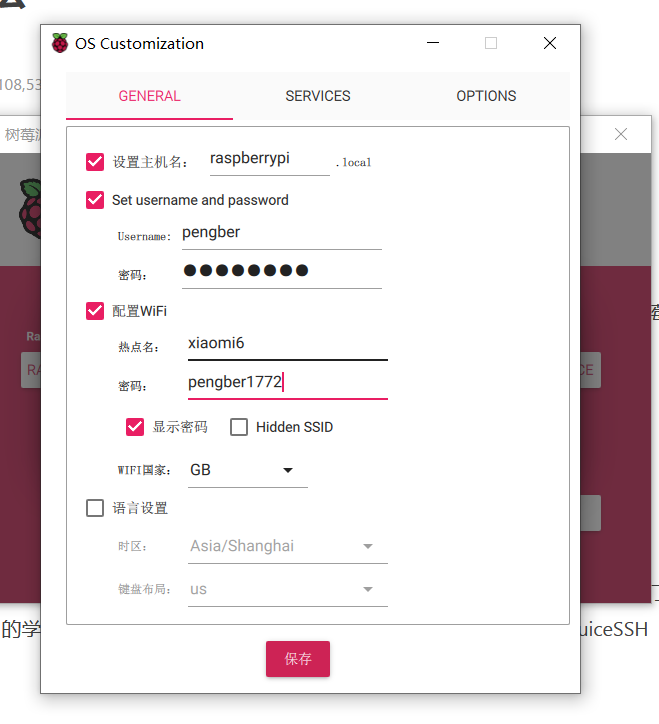 108,53
树莓派
OS Customization
GENERAL
SERVICES
OPTIONS
设置主机名： raspberrypi .local
Set username and password
Username: pengber
密码： ●●●●●●●●
配置WiFi
热点名： xiaomi6
密码： pengber1772
显示密码 Hidden SSID
WIFI国家： GB
语言设置
时区： Asia/Shanghai
键盘布局： us
保存
Ra
RA
CE
的学
uiceSSH